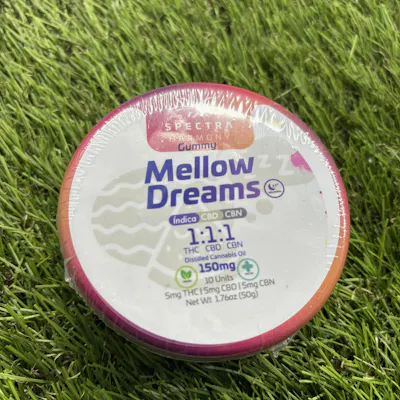 SPECTRA
HARMONY
Gummy
Mellow
Dreams
Indica CBD CBN
1:1:1
THC CBD CBN
Distilled Cannabis Oil
150mg
10 Units
5mg THC | 5mg CBD | 5mg CBN
Net Wt. 1.76oz (50g)